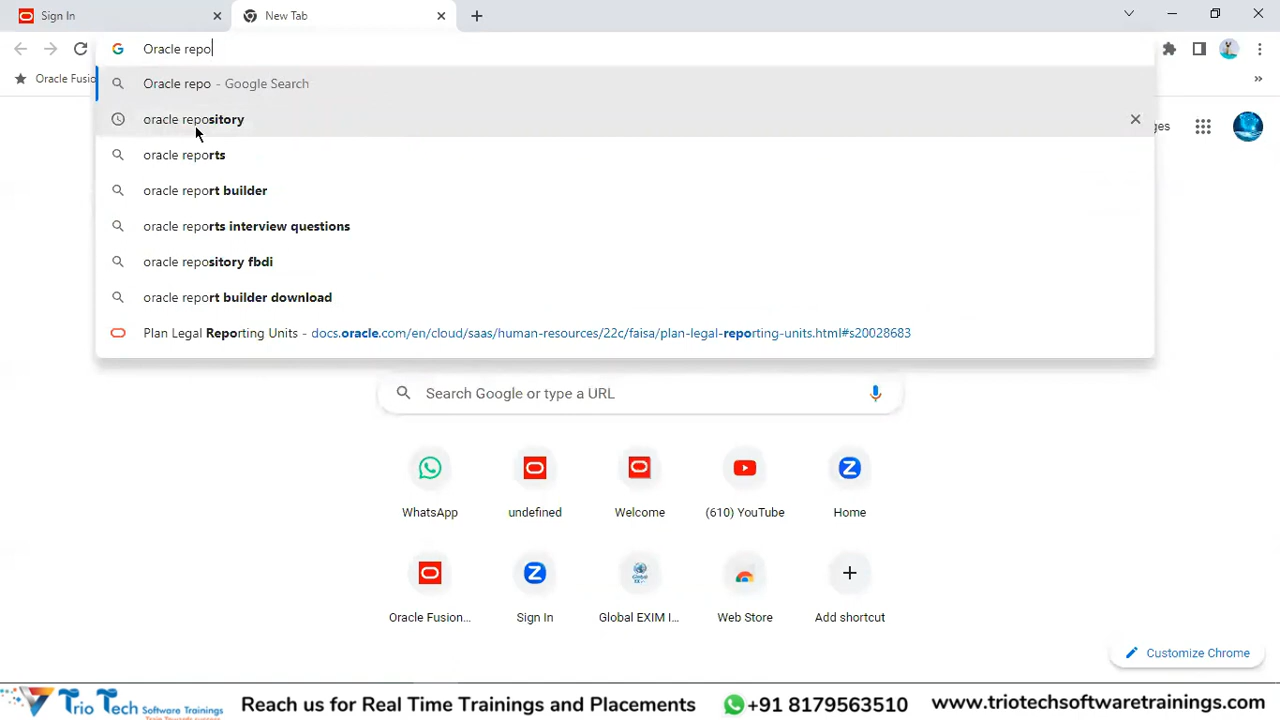 Sign In
New Tab
Oracle repo
Oracle Fusio
Oracle repo - Google Search
oracle repository
ges
oracle reports
oracle report builder
oracle reports interview questions
oracle repository fbdi
oracle report builder download
Plan Legal Reporting Units - docs.oracle.com/en/cloud/saas/human-resources/22c/faisa/plan-legal-reporting-units.html#s20028683
Search Google or type a URL
WhatsApp
undefined
Welcome
(610) YouTube
Home
Oracle Fusion...
Sign In
Global EXIM I...
Web Store
Add shortcut
Customize Chrome
Trio Tech Software Trainings
Train Towards success
Reach us for Real Time Trainings and Placements
+91 8179563510
www.triotechsoftwaretrainings.com